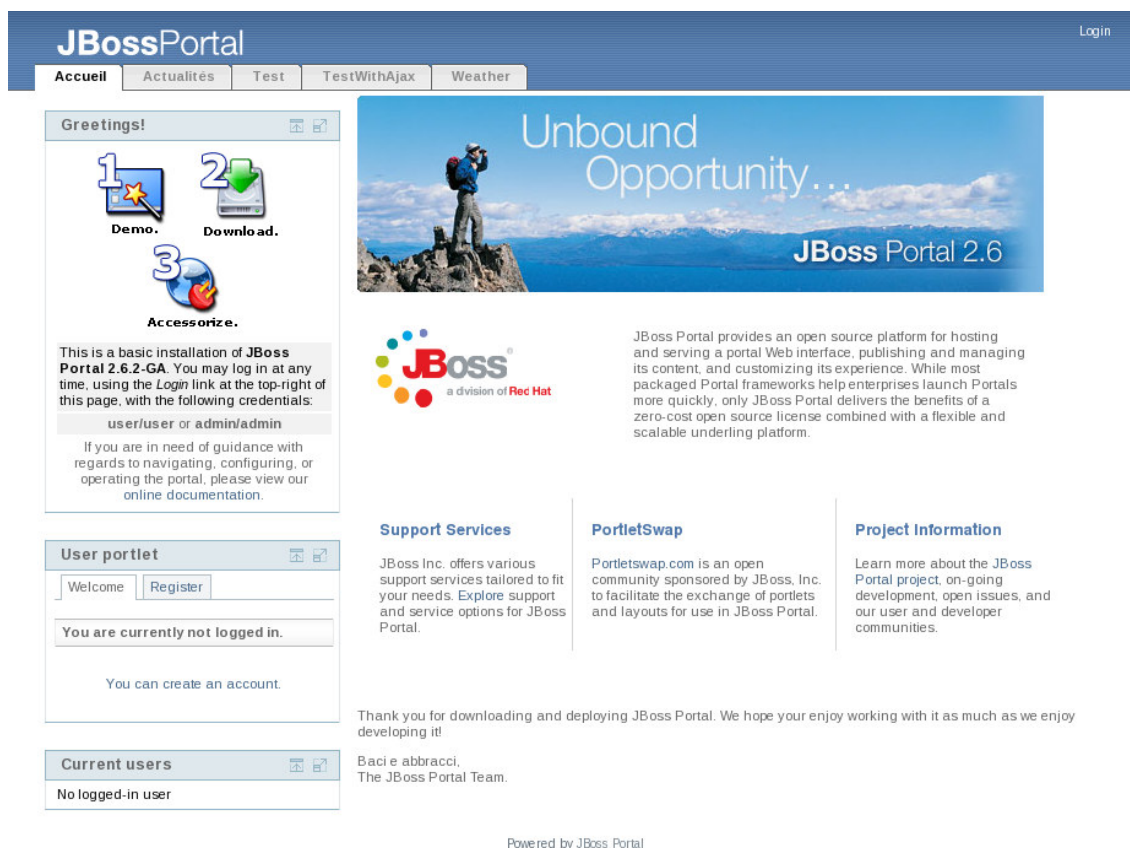 JBossPortal
Login
Accueil
Actualités
Test
TestWithAjax
Weather
Greetings!
1
Demo.
2
Download.
3
Accessorize.
This is a basic installation of JBoss
Portal 2.6.2-GA. You may log in at any
time, using the Login link at the top-right of
this page, with the following credentials:
user/user or admin/admin
If you are in need of guidance with
regards to navigating, configuring, or
operating the portal, please view our
online documentation.
User portlet
Welcome
Register
You are currently not logged in.
You can create an account.
Current users
No logged-in user
Unbound
Opportunity...
JBoss Portal 2.6
JBoss®
a division of Red Hat
JBoss Portal provides an open source platform for hosting
and serving a portal Web interface, publishing and managing
its content, and customizing its experience. While most
packaged Portal frameworks help enterprises launch Portals
more quickly, only JBoss Portal delivers the benefits of a
zero-cost open source license combined with a flexible and
scalable underling platform.
Support Services
JBoss Inc. offers various
support services tailored to fit
your needs. Explore support
and service options for JBoss
Portal.
PortletSwap
Portletswap.com is an open
community sponsored by JBoss, Inc.
to facilitate the exchange of portlets
and layouts for use in JBoss Portal.
Project Information
Learn more about the JBoss
Portal project, on-going
development, open issues, and
our user and developer
communities.
Thank you for downloading and deploying JBoss Portal. We hope your enjoy working with it as much as we enjoy
developing it!
Baci e abbracci,
The JBoss Portal Team.
Powered by JBoss Portal